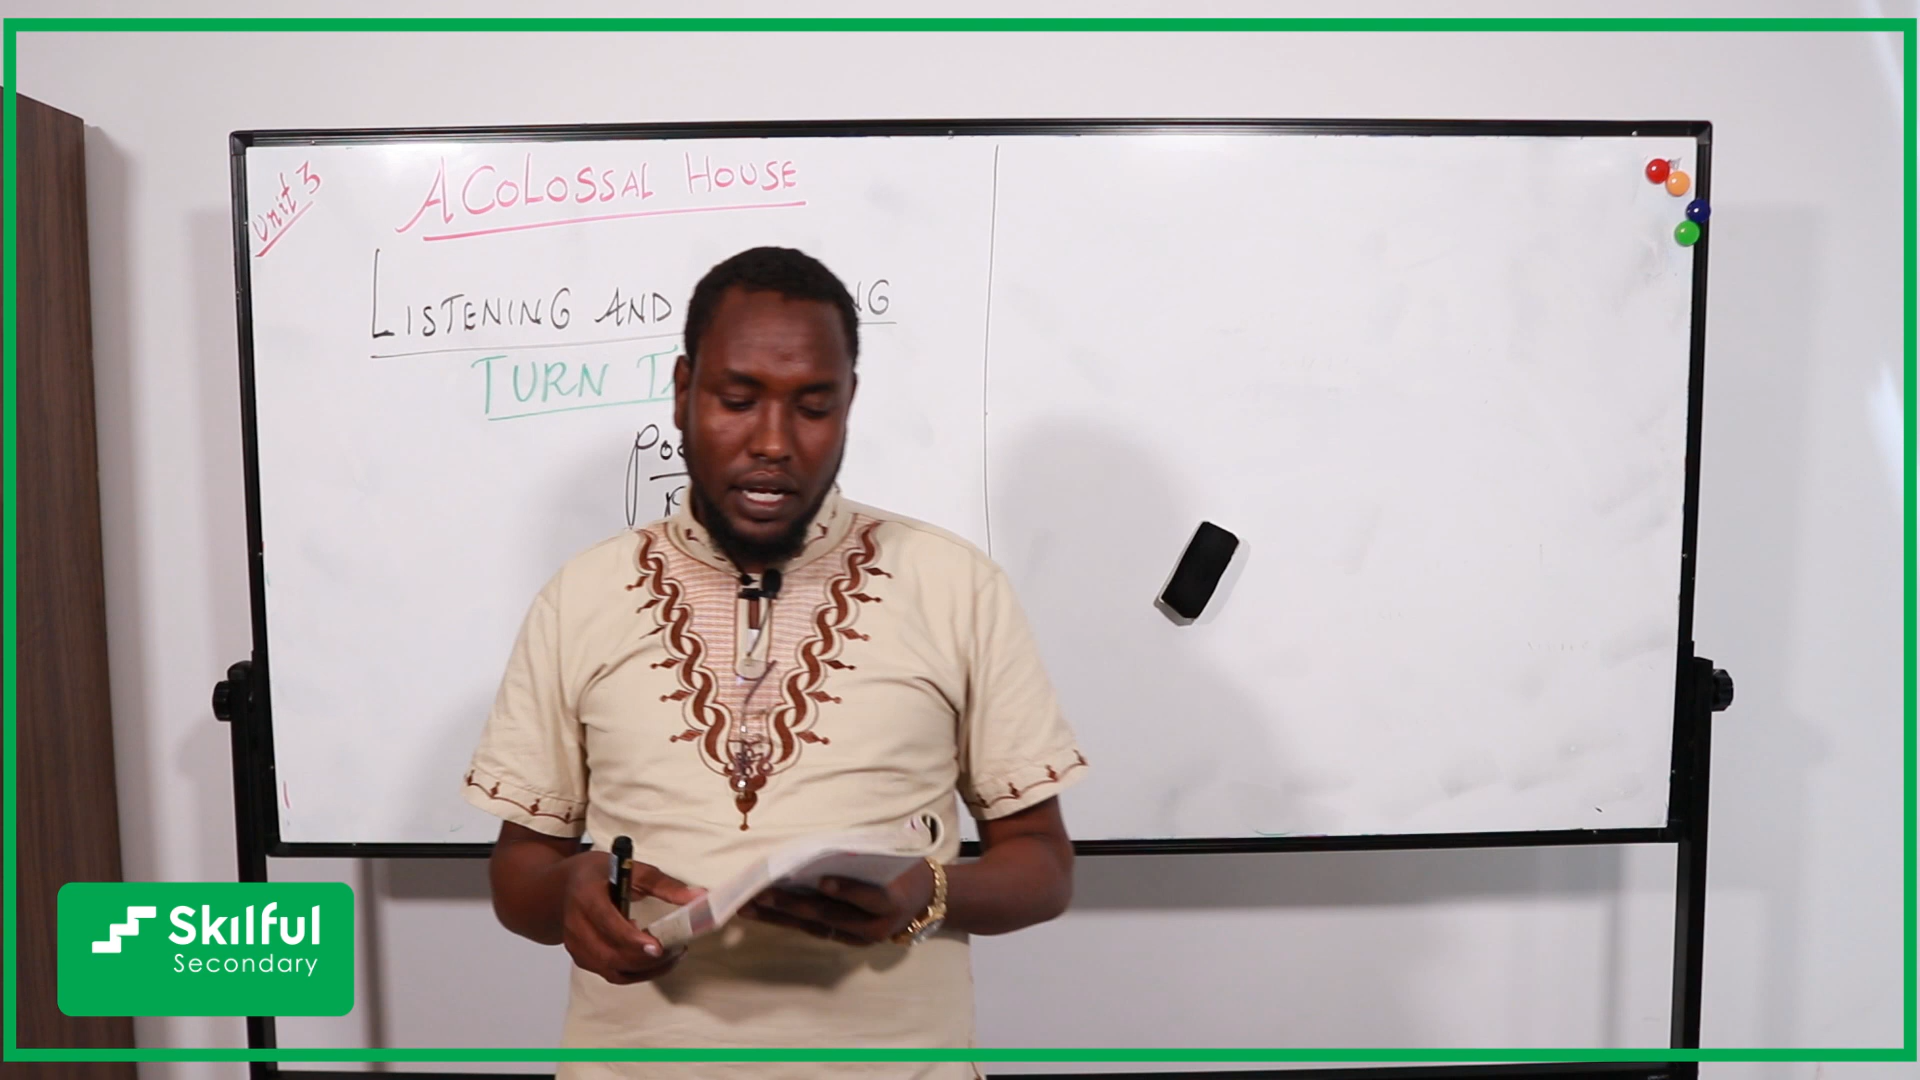 Unit 3
A COLOSSAL HOUSE
LISTENING AND
TURN
Skilful
Secondary